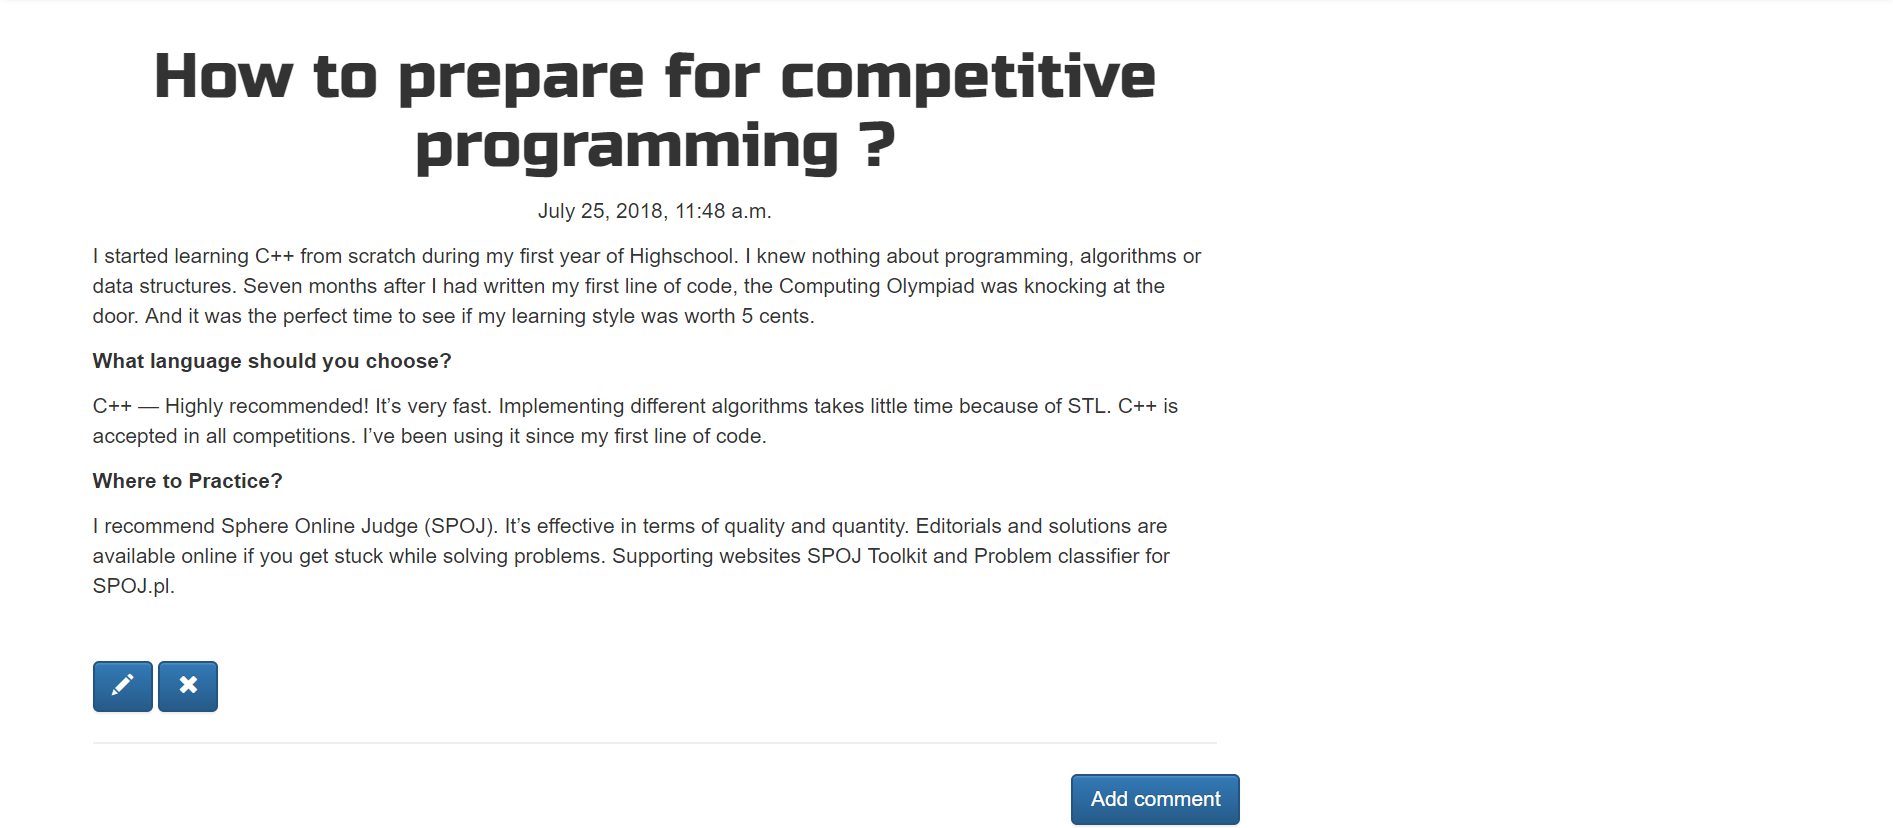 How to prepare for competitive
programming ?
July 25, 2018, 11:48 a.m.
I started learning C++ from scratch during my first year of Highschool. I knew nothing about programming, algorithms or
data structures. Seven months after I had written my first line of code, the Computing Olympiad was knocking at the
door. And it was the perfect time to see if my learning style was worth 5 cents.
What language should you choose?
C++ — Highly recommended! It’s very fast. Implementing different algorithms takes little time because of STL. C++ is
accepted in all competitions. I’ve been using it since my first line of code.
Where to Practice?
I recommend Sphere Online Judge (SPOJ). It’s effective in terms of quality and quantity. Editorials and solutions are
available online if you get stuck while solving problems. Supporting websites SPOJ Toolkit and Problem classifier for
SPOJ.pl.
Add comment